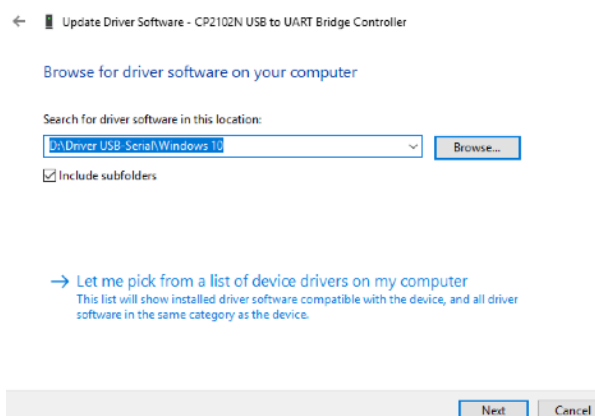 Update Driver Software - CP2102N USB to UART Bridge Controller
Browse for driver software on your computer
Search for driver software in this location:
D:\Driver USB-Serial\Windows 10
Browse...
Include subfolders
Let me pick from a list of device drivers on my computer
This list will show installed driver software compatible with the device, and all driver
software in the same category as the device.
Next
Cancel